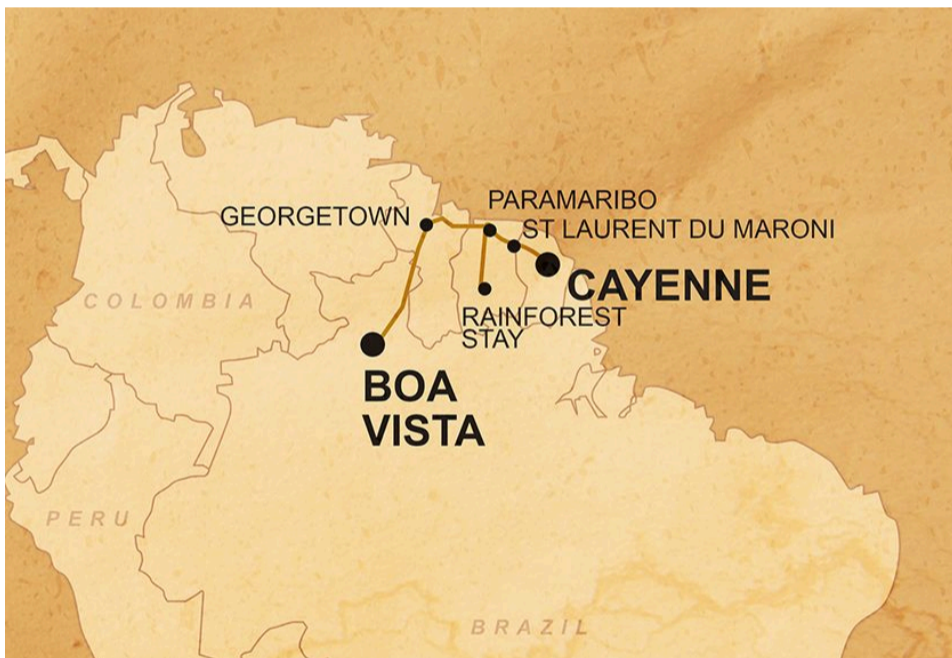 PARAMARIBO
GEORGETOWN
ST LAURENT DU MARONI
CAYENNE
COLOMBIA
RAINFOREST
STAY
BOA
VISTA
PERU
BRAZIL